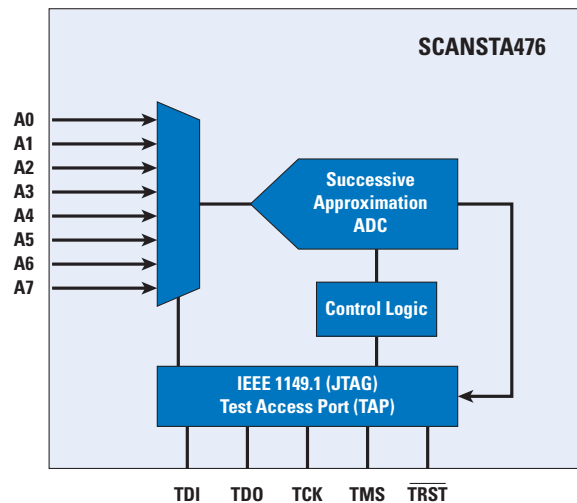 SCANSTA476
A0
A1
A2
A3
A4
A5
A6
A7
Successive
Approximation
ADC
Control Logic
IEEE 1149.1 (JTAG)
Test Access Port (TAP)
TDI TDO TCK TMS TRST